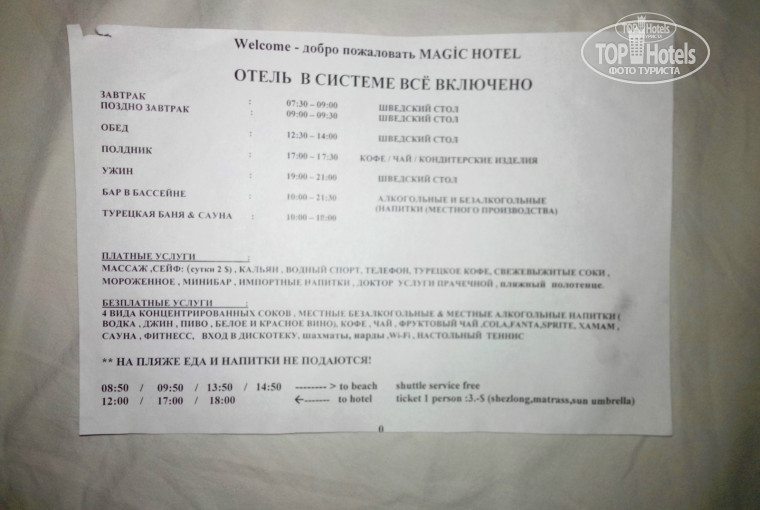 TOP Hotels
ФОТО ТУРИСТА
Welcome - добро пожаловать MAGİC HOTEL
ОТЕЛЬ В СИСТЕМЕ ВСЁ ВКЛЮЧЕНО
ЗАВТРАК : 07:30 – 09:00 ШВЕДСКИЙ СТОЛ
ПОЗДНО ЗАВТРАК : 09:00 – 09:30 ШВЕДСКИЙ СТОЛ
ОБЕД : 12:30 – 14:00 ШВЕДСКИЙ СТОЛ
ПОЛДНИК : 17:00 – 17:30 КОФЕ / ЧАЙ / КОНДИТЕРСКИЕ ИЗДЕЛИЯ
УЖИН : 19:00 – 21:00 ШВЕДСКИЙ СТОЛ
БАР В БАССЕЙНЕ : 10:00 - 21:30 АЛКОГОЛЬНЫЕ И БЕЗАЛКОГОЛЬНЫЕ
(НАПИТКИ (МЕСТНОГО ПРОИЗВОДСТВА)
ТУРЕЦКАЯ БАНЯ & САУНА : 10:00 – 18:00
ПЛАТНЫЕ УСЛУГИ :
МАССАЖ ,СЕЙФ: (сутки 2 $) , КАЛЬЯН , ВОДНЫЙ СПОРТ, ТЕЛЕФОН, ТУРЕЦКОЕ КОФЕ, СВЕЖЕВЫЖИТЫЕ СОКИ ,
МОРОЖЕННОЕ , МИНИБАР , ИМПОРТНЫЕ НАПИТКИ , ДОКТОР УСЛУГИ ПРАЧЕЧНОЙ , пляжный полотенце.
БЕЗПЛАТНЫЕ УСЛУГИ :
4 ВИДА КОНЦЕНТРИРОВАННЫХ СОКОВ , МЕСТНЫЕ БЕЗАЛКОГОЛЬНЫЕ & МЕСТНЫЕ АЛКОГОЛЬНЫЕ НАПИТКИ (
ВОДКА , ДЖИН , ПИВО , БЕЛОЕ И КРАСНОЕ ВИНО), КОФЕ , ЧАЙ , ФРУКТОВЫЙ ЧАЙ ,COLA,FANTA,SPRITE, ХАМАМ ,
САУНА , ФИТНЕСС, ВХОД В ДИСКОТЕКУ, шахматы, нарды ,Wi-Fi , НАСТОЛЬНЫЙ ТЕННИС
** НА ПЛЯЖЕ ЕДА И НАПИТКИ НЕ ПОДАЮТСЯ!
08:50 / 09:50 / 13:50 / 14:50 -------- > to beach shuttle service free
12:00 / 17:00 / 18:00 <------- to hotel ticket 1 person :3.-$ (shezlong,matrass,sun umbrella)
0